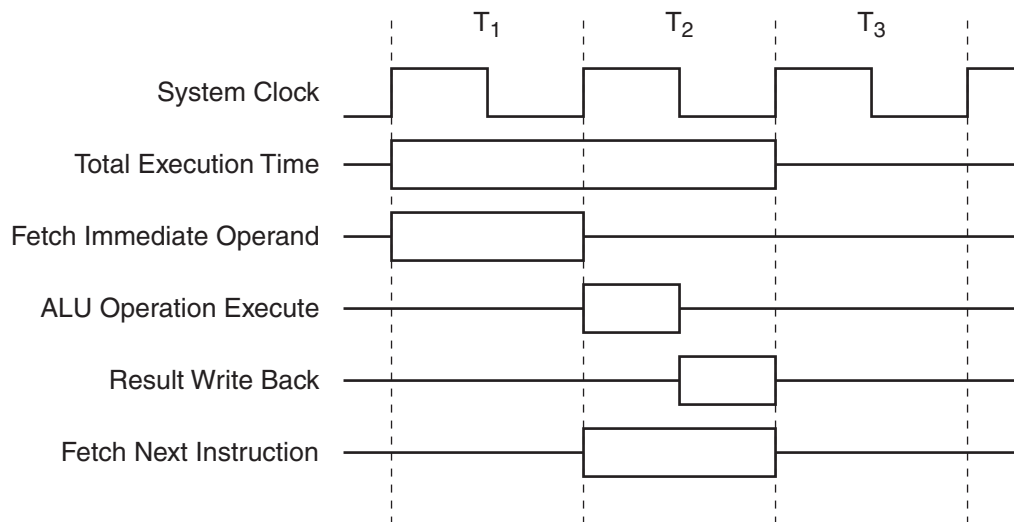 T₁ T₂ T₃
System Clock
Total Execution Time
Fetch Immediate Operand
ALU Operation Execute
Result Write Back
Fetch Next Instruction